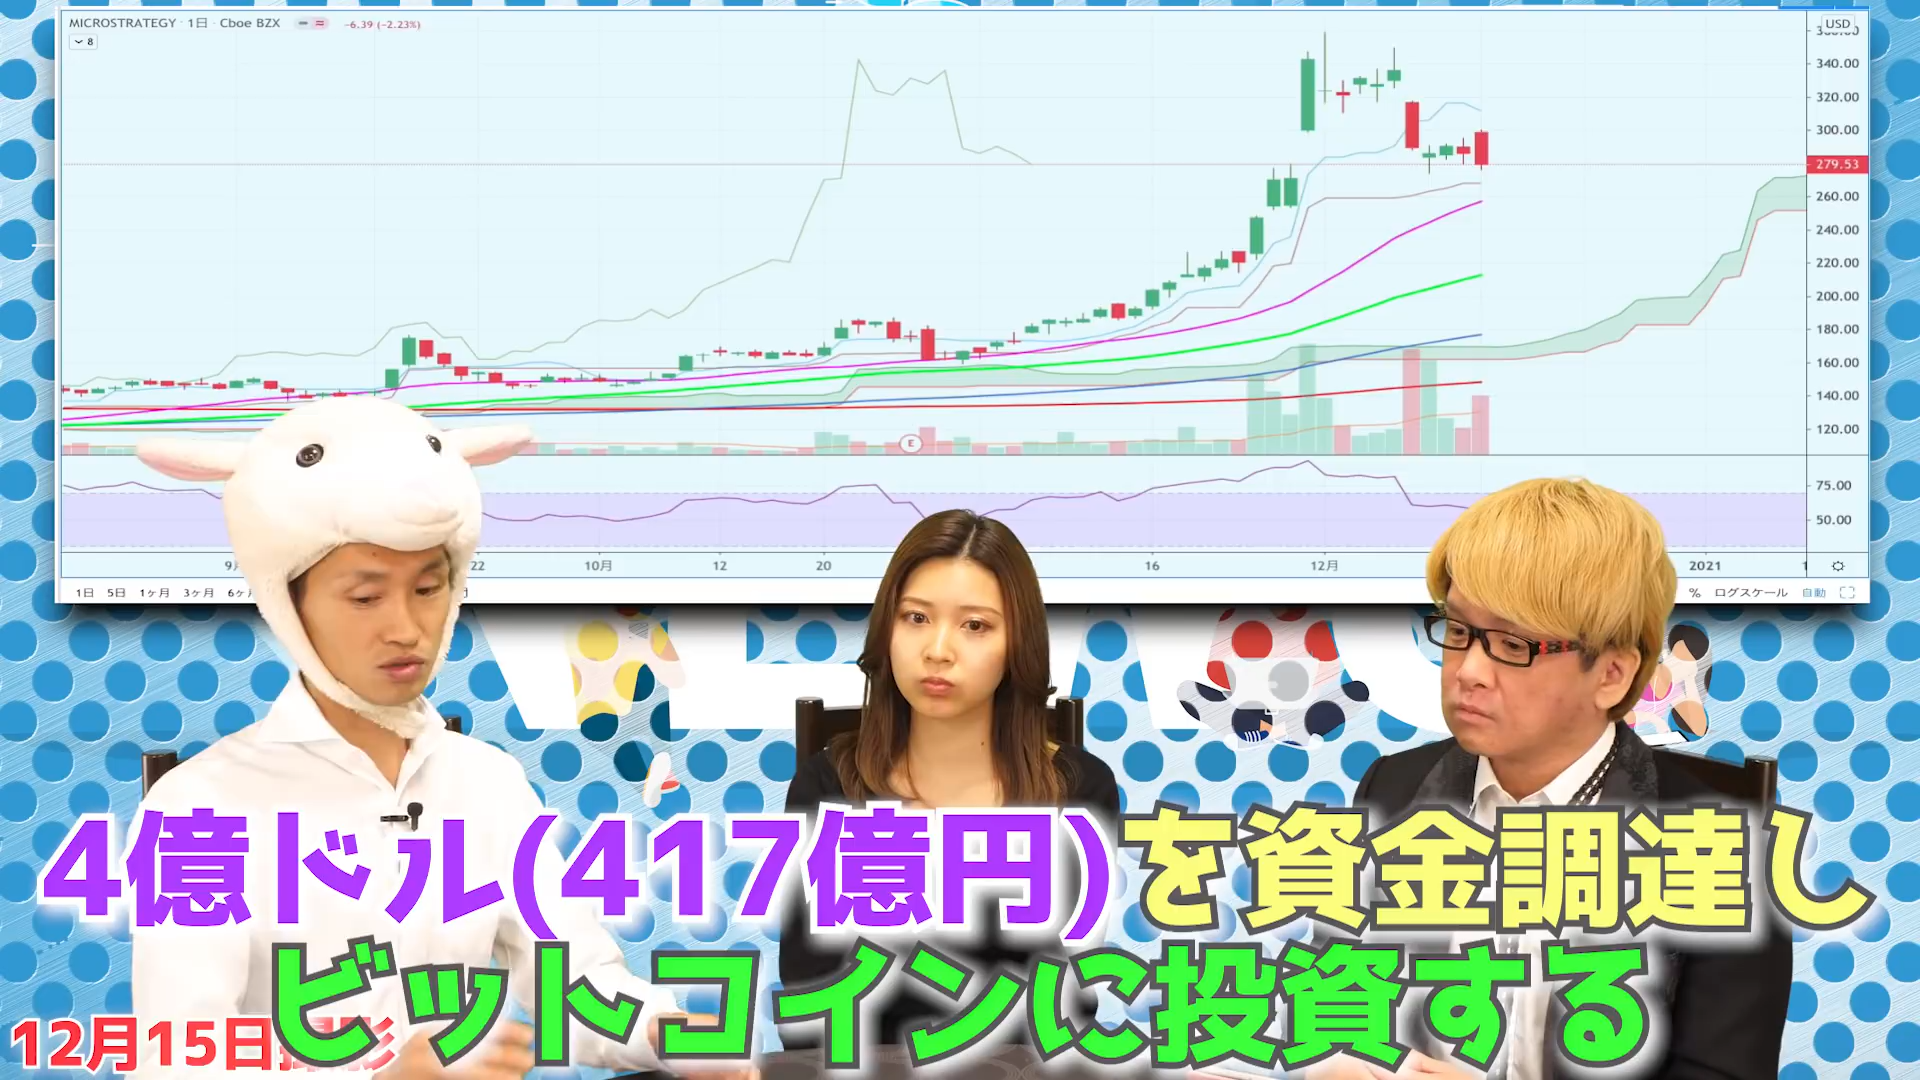 MICROSTRATEGY · 1日 · Cboe BZX -6.39 (-2.23%)
8
USD
340.00
320.00
300.00
279.53
260.00
240.00
220.00
200.00
180.00
160.00
140.00
120.00
E
75.00
50.00
22 10月 12 20 16 12月 2021
1日 5日 1ヶ月 3ヶ月 % ログスケール 自動
4億ドル(417億円)を資金調達し
ビットコインに投資する
12月15日撮影